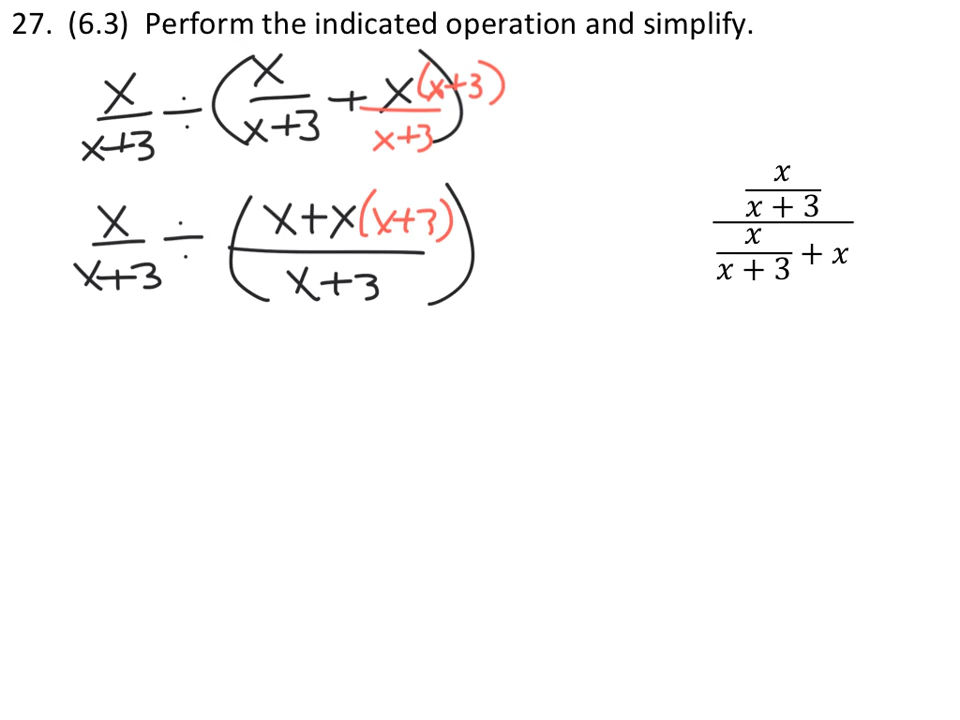 27. (6.3) Perform the indicated operation and simplify.
x/(x+3) ÷ (x/(x+3) + x(x+3)/(x+3))
x/(x+3) ÷ ((x+x(x+3))/(x+3))
(x/(x + 3))/(x/(x + 3) + x)